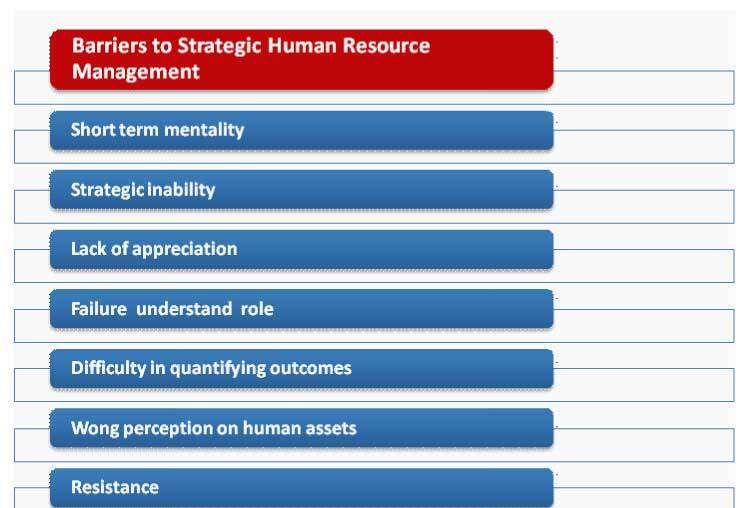 Barriers to Strategic Human Resource
Management
Short term mentality
Strategic inability
Lack of appreciation
Failure understand role
Difficulty in quantifying outcomes
Wong perception on human assets
Resistance